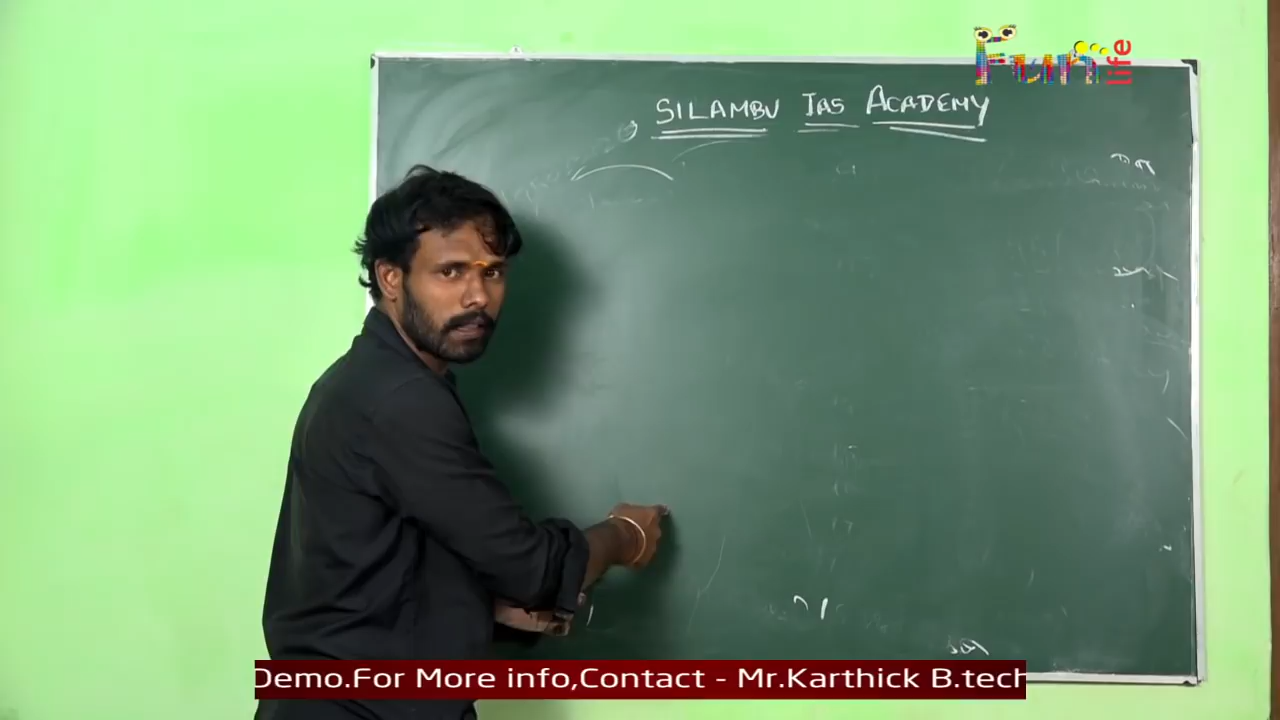 Fun life
SILAMBU IAS ACADEMY
Demo.For More info,Contact - Mr.Karthick B.tech